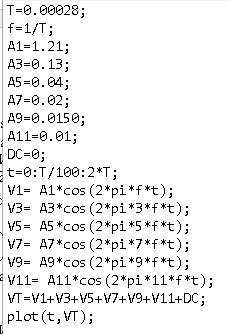 T=0.00028;
f=1/T;
A1=1.21;
A3=0.13;
A5=0.04;
A7=0.02;
A9=0.0150;
A11=0.01;
DC=0;
t=0:T/100:2*T;
V1= A1*cos(2*pi*f*t);
V3= A3*cos(2*pi*3*f*t);
V5= A5*cos(2*pi*5*f*t);
V7= A7*cos(2*pi*7*f*t);
V9= A9*cos(2*pi*9*f*t);
V11= A11*cos(2*pi*11*f*t);
VT=V1+V3+V5+V7+V9+V11+DC;
plot(t,VT);